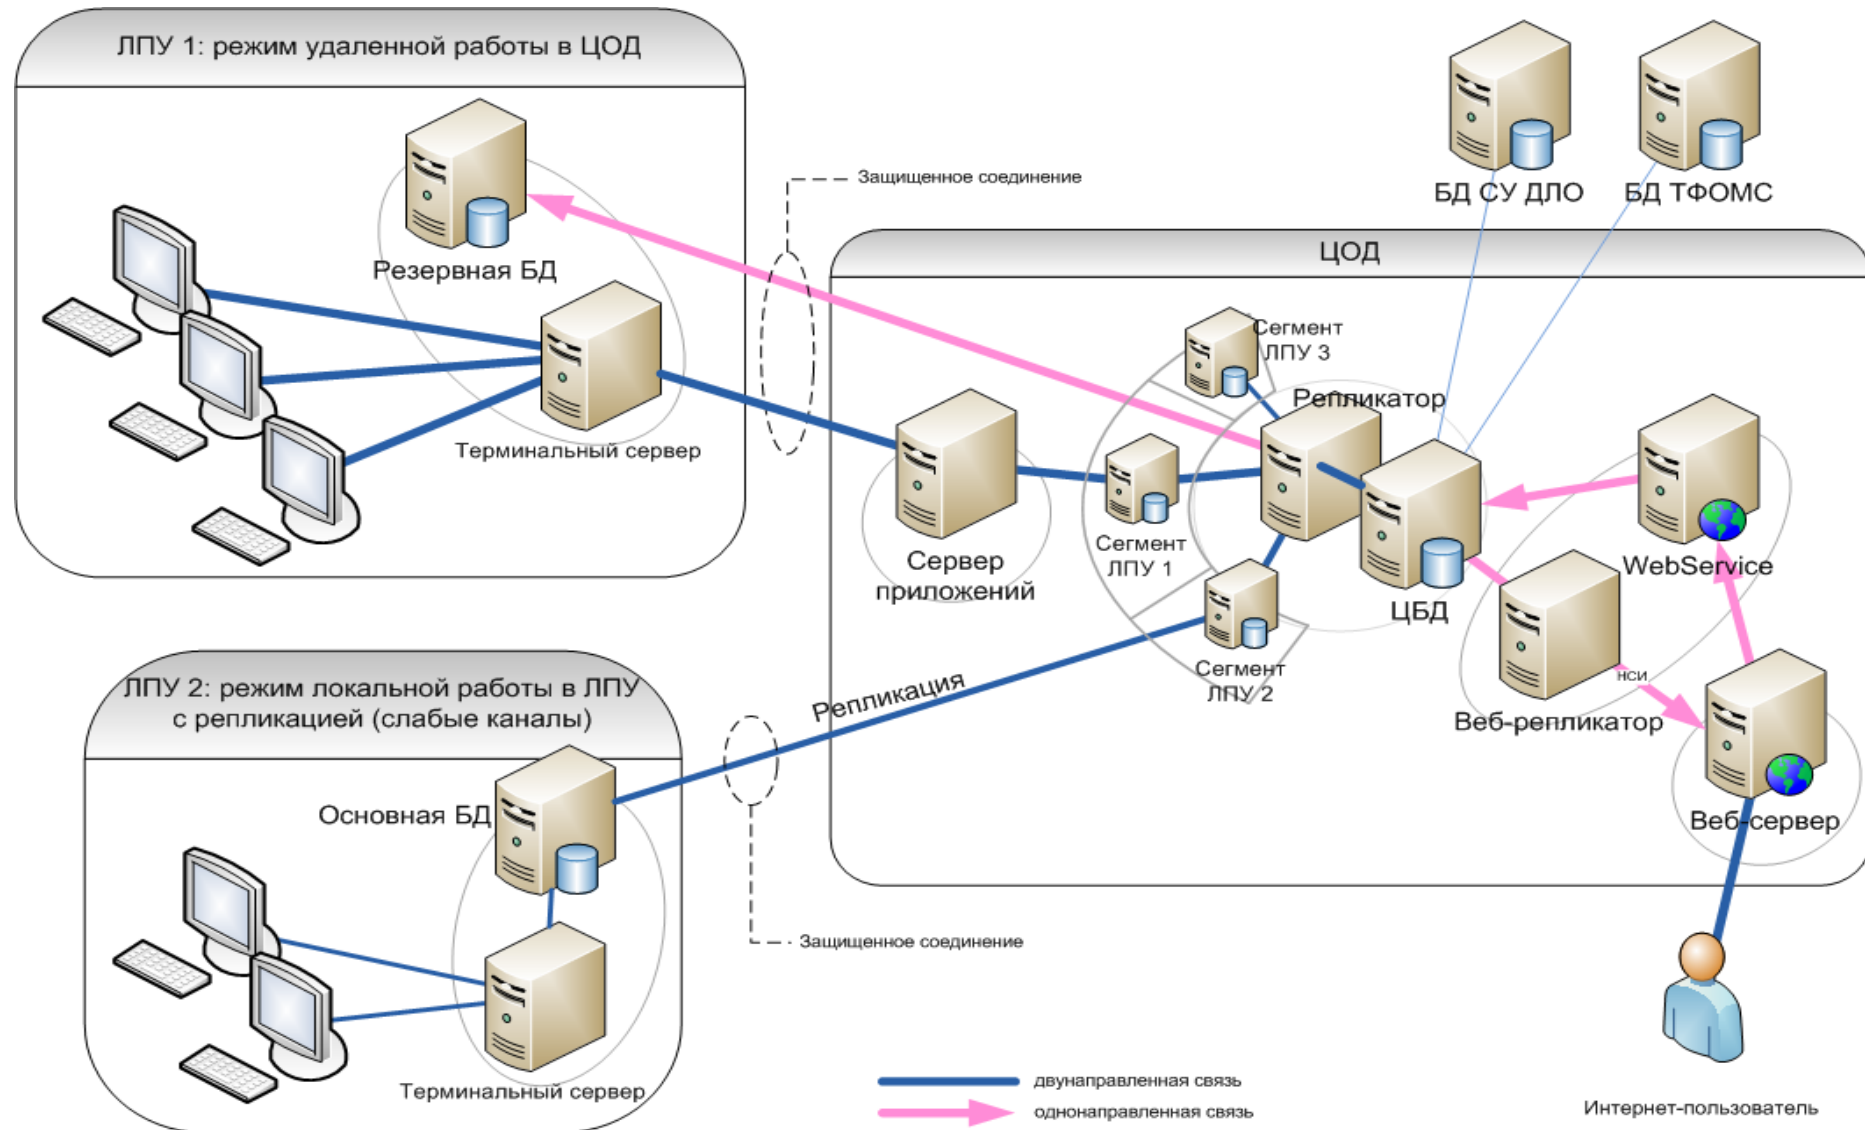 ЛПУ 1: режим удаленной работы в ЦОД
Резервная БД
Терминальный сервер
Защищенное соединение
БД СУ ДЛО
БД ТФОМС
ЦОД
Сегмент
ЛПУ 3
Репликатор
Сегмент
ЛПУ 1
Сервер
приложений
ЦБД
WebService
Сегмент
ЛПУ 2
НСИ
Веб-репликатор
Веб-сервер
Репликация
ЛПУ 2: режим локальной работы в ЛПУ
с репликацией (слабые каналы)
Основная БД
Терминальный сервер
Защищенное соединение
двунаправленная связь
однонаправленная связь
Интернет-пользователь